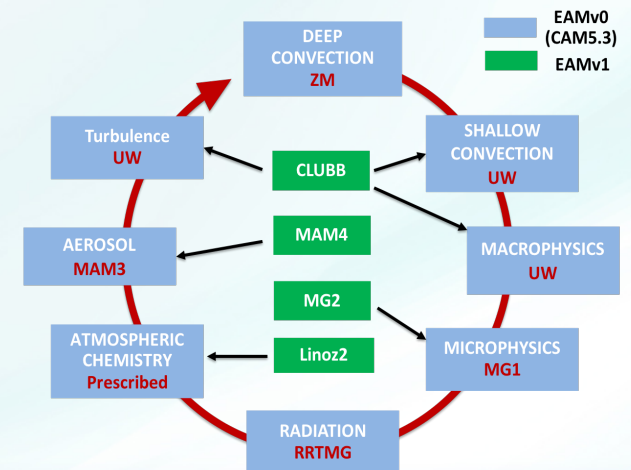 DEEP
CONVECTION
ZM
EAMv0
(CAM5.3)
EAMv1
Turbulence
UW
CLUBB
SHALLOW
CONVECTION
UW
AEROSOL
MAM3
MAM4
MACROPHYSICS
UW
MG2
ATMOSPHERIC
CHEMISTRY
Prescribed
Linoz2
MICROPHYSICS
MG1
RADIATION
RRTMG